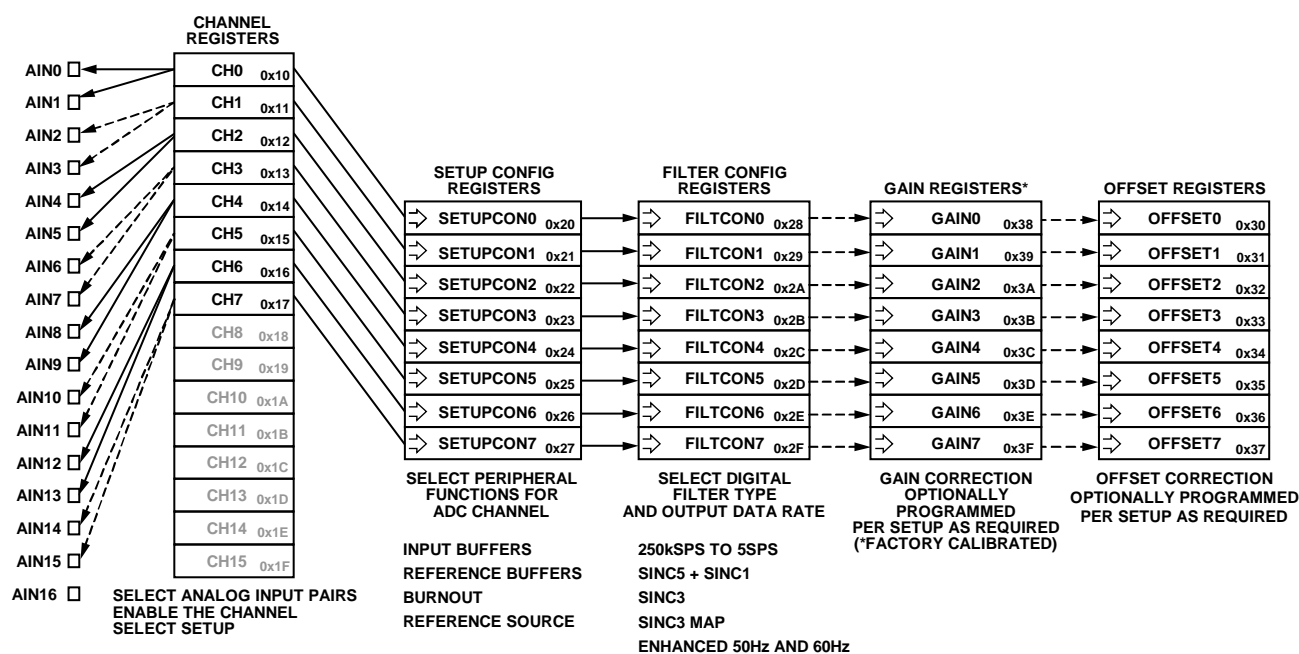 CHANNEL
REGISTERS
AIN0
AIN1
AIN2
AIN3
AIN4
AIN5
AIN6
AIN7
AIN8
AIN9
AIN10
AIN11
AIN12
AIN13
AIN14
AIN15
AIN16
CH0 0x10
CH1 0x11
CH2 0x12
CH3 0x13
CH4 0x14
CH5 0x15
CH6 0x16
CH7 0x17
CH8 0x18
CH9 0x19
CH10 0x1A
CH11 0x1B
CH12 0x1C
CH13 0x1D
CH14 0x1E
CH15 0x1F
SELECT ANALOG INPUT PAIRS
ENABLE THE CHANNEL
SELECT SETUP
SETUP CONFIG
REGISTERS
SETUPCON0 0x20
SETUPCON1 0x21
SETUPCON2 0x22
SETUPCON3 0x23
SETUPCON4 0x24
SETUPCON5 0x25
SETUPCON6 0x26
SETUPCON7 0x27
SELECT PERIPHERAL
FUNCTIONS FOR
ADC CHANNEL
INPUT BUFFERS
REFERENCE BUFFERS
BURNOUT
REFERENCE SOURCE
FILTER CONFIG
REGISTERS
FILTCON0 0x28
FILTCON1 0x29
FILTCON2 0x2A
FILTCON3 0x2B
FILTCON4 0x2C
FILTCON5 0x2D
FILTCON6 0x2E
FILTCON7 0x2F
SELECT DIGITAL
FILTER TYPE
AND OUTPUT DATA RATE
250kSPS TO 5SPS
SINC5 + SINC1
SINC3
SINC3 MAP
ENHANCED 50Hz AND 60Hz
GAIN REGISTERS*
GAIN0 0x38
GAIN1 0x39
GAIN2 0x3A
GAIN3 0x3B
GAIN4 0x3C
GAIN5 0x3D
GAIN6 0x3E
GAIN7 0x3F
GAIN CORRECTION
OPTIONALLY
PROGRAMMED
PER SETUP AS REQUIRED
(*FACTORY CALIBRATED)
OFFSET REGISTERS
OFFSET0 0x30
OFFSET1 0x31
OFFSET2 0x32
OFFSET3 0x33
OFFSET4 0x34
OFFSET5 0x35
OFFSET6 0x36
OFFSET7 0x37
OFFSET CORRECTION
OPTIONALLY PROGRAMMED
PER SETUP AS REQUIRED